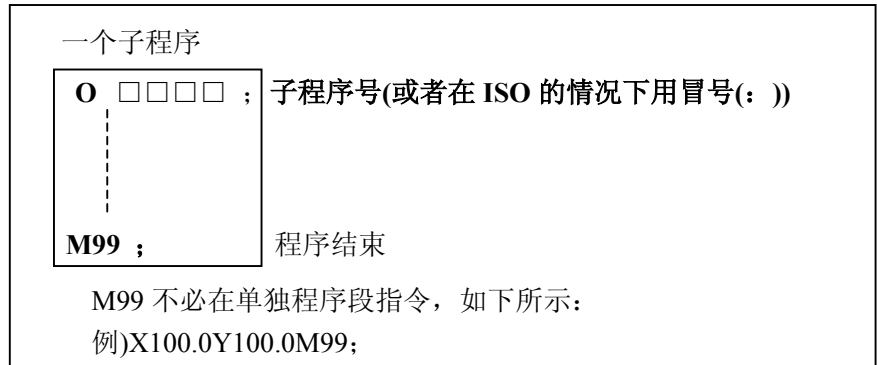 一个子程序
O □□□□ ; 子程序号(或者在 ISO 的情况下用冒号(：))
M99 ； 程序结束
M99 不必在单独程序段指令，如下所示：
例)X100.0Y100.0M99；